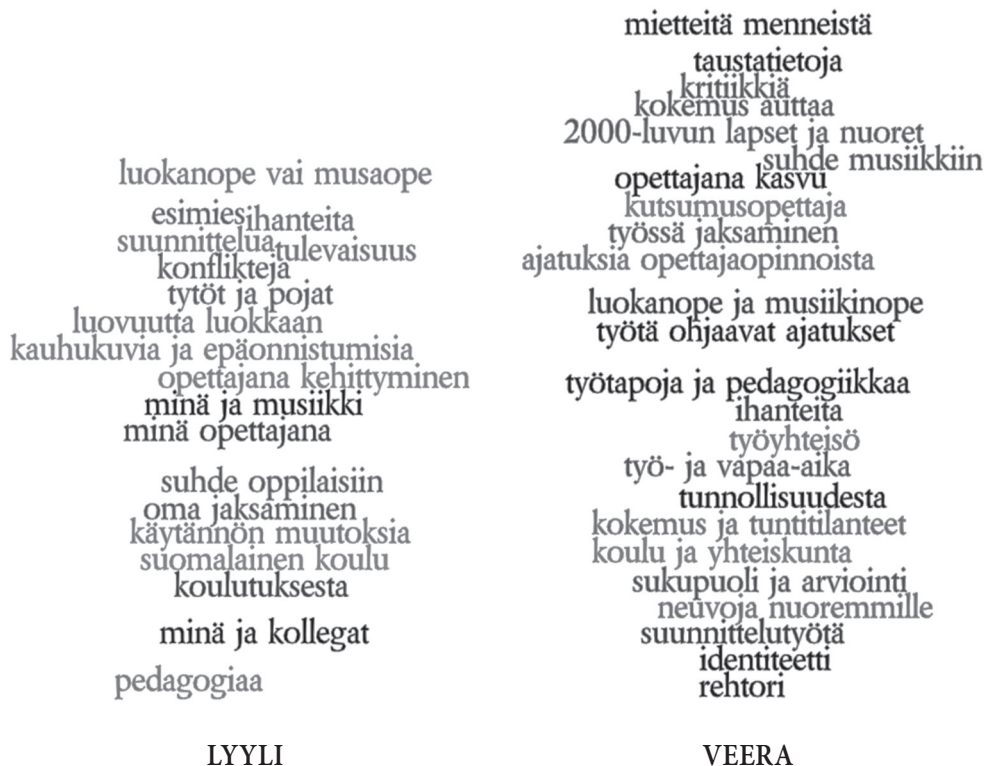 luokanope vai musaope
esimies ihanteita
suunnittelua tulevaisuus
konflikteja
tytöt ja pojat
luovuutta luokkaan
kauhukuvia ja epäonnistumisia
opettajana kehittyminen
minä ja musiikki
minä opettajana
suhde oppilaisiin
oma jaksaminen
käytännön muutoksia
suomalainen koulu
koulutuksesta
minä ja kollegat
pedagogiaa
LYYLI
mietteitä menneistä
taustatietoja
kritiikkiä
kokemus auttaa
2000-luvun lapset ja nuoret
suhde musiikkiin
opettajana kasvu
kutsumusopettaja
työssä jaksaminen
ajatuksia opettajaopinnoista
luokanope ja musiikinope
työtä ohjaavat ajatukset
työtapoja ja pedagogiikkaa
ihanteita
työyhteisö
työ- ja vapaa-aika
tunnollisuudesta
kokemus ja tuntitilanteet
koulu ja yhteiskunta
sukupuoli ja arviointi
neuvoja nuoremmille
suunnittelutyötä
identiteetti
rehtori
VEERA